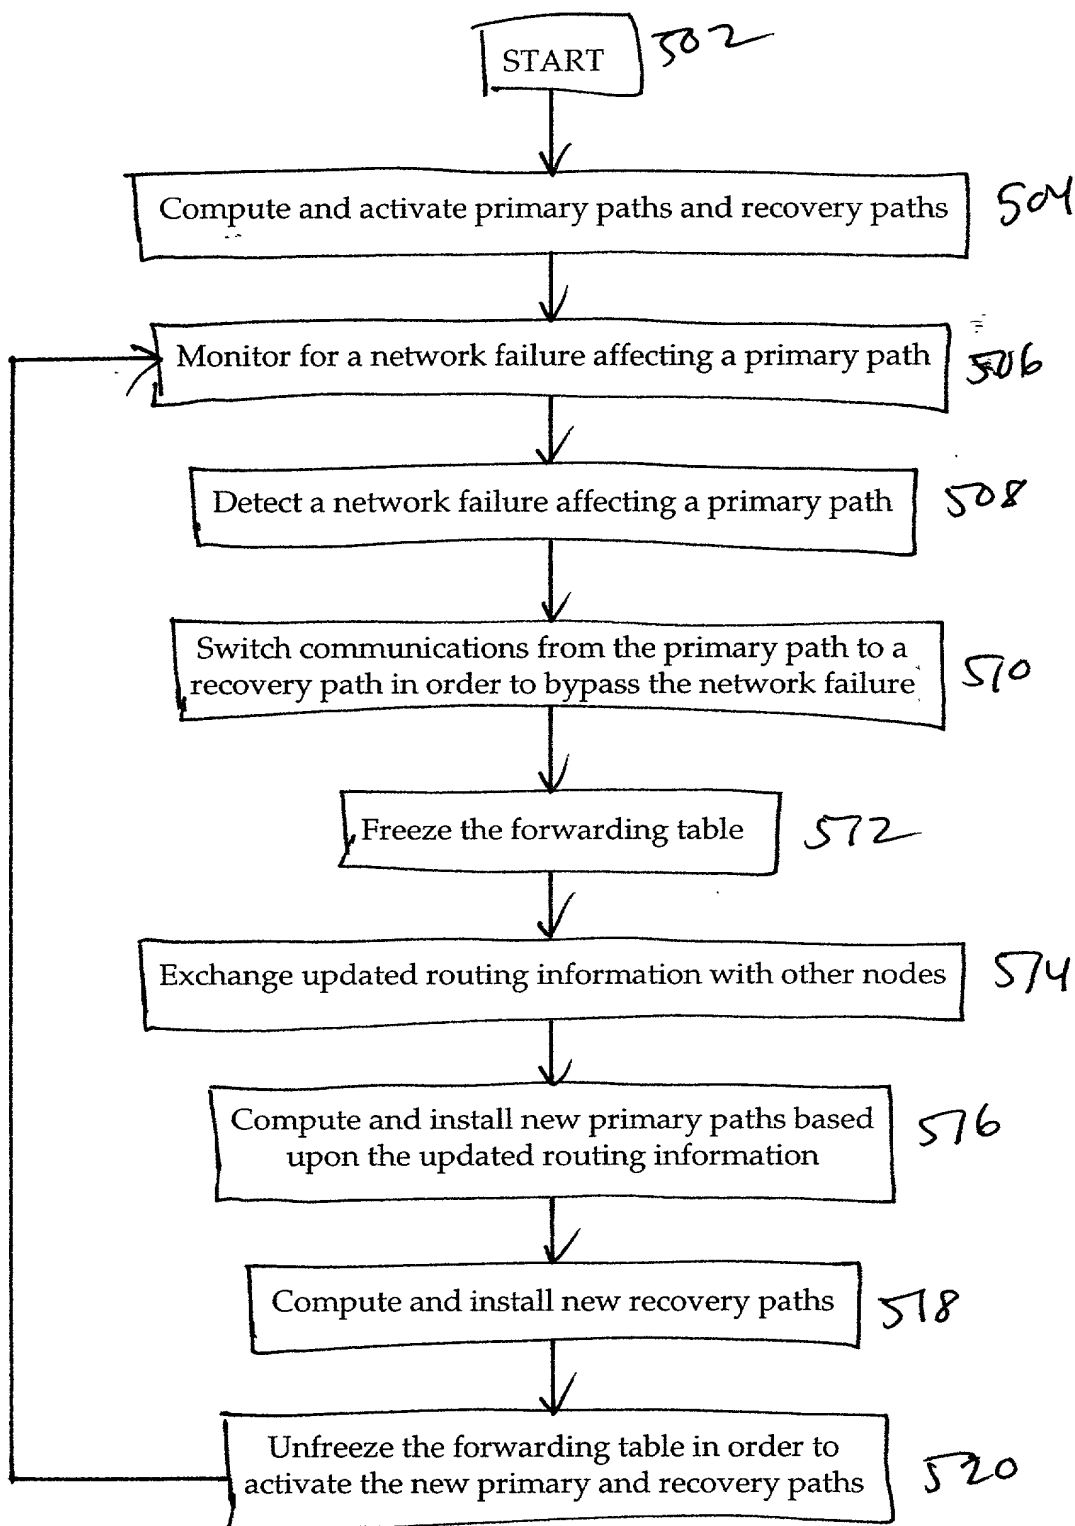 START
502
Compute and activate primary paths and recovery paths
504
Monitor for a network failure affecting a primary path
506
Detect a network failure affecting a primary path
508
Switch communications from the primary path to a
recovery path in order to bypass the network failure
510
Freeze the forwarding table
512
Exchange updated routing information with other nodes
514
Compute and install new primary paths based
upon the updated routing information
516
Compute and install new recovery paths
518
Unfreeze the forwarding table in order to
activate the new primary and recovery paths
520